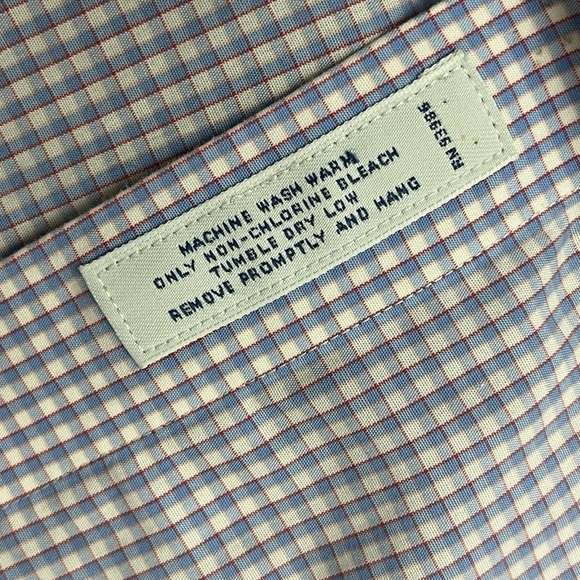 MACHINE WASH WARM
ONLY NON-CHLORINE BLEACH
TUMBLE DRY LOW
REMOVE PROMPTLY AND HANG
RN 93986